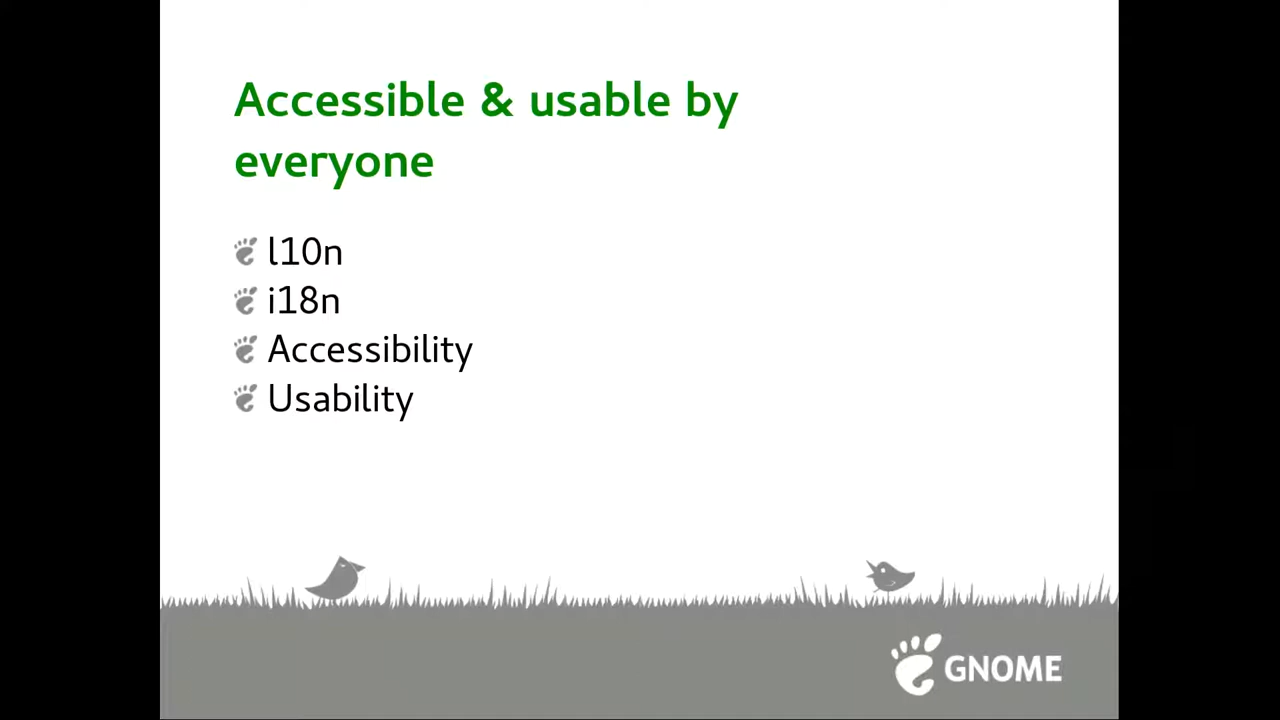 Accessible & usable by
everyone
l10n
i18n
Accessibility
Usability
GNOME